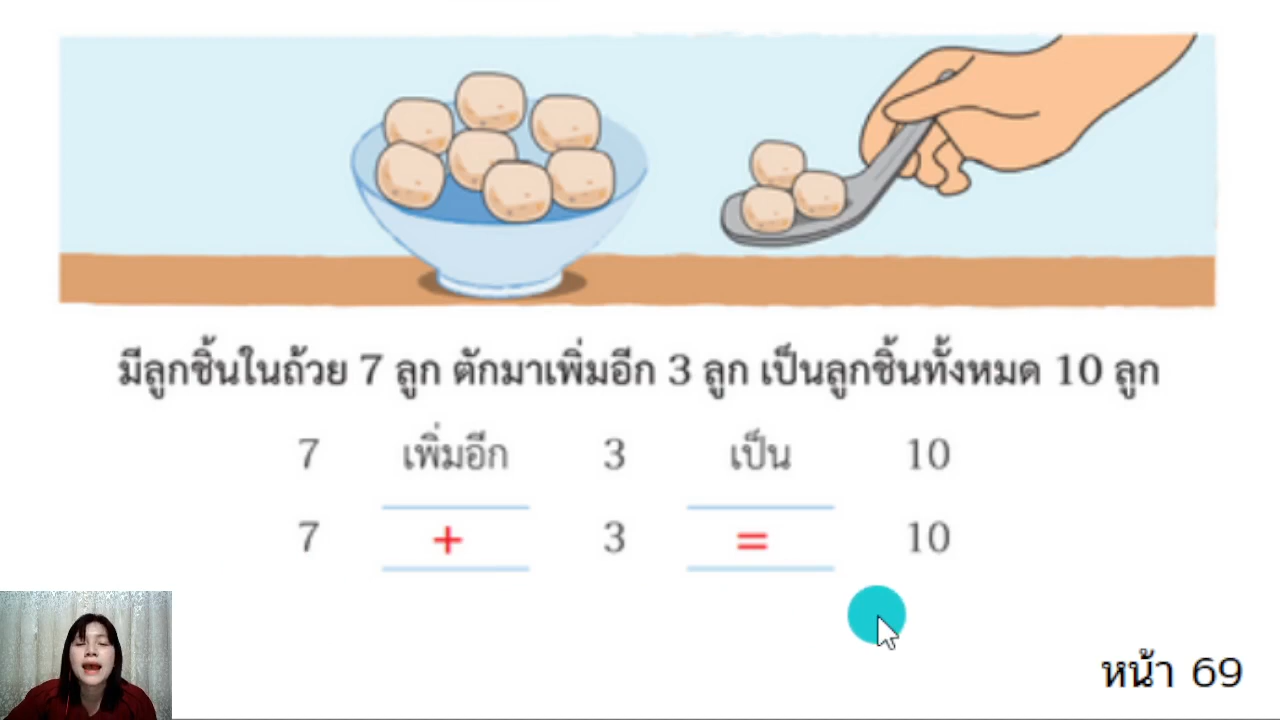 มีลูกชิ้นในถ้วย 7 ลูก ตักมาเพิ่มอีก 3 ลูก เป็นลูกชิ้นทั้งหมด 10 ลูก
7 เพิ่มอีก 3 เป็น 10
7 + 3 = 10
หน้า 69